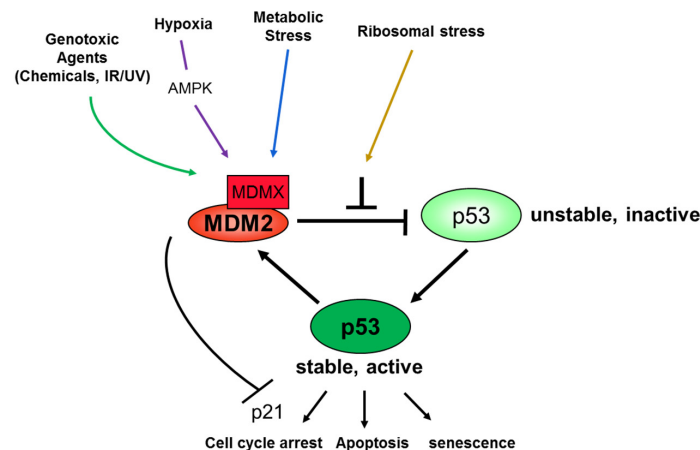 Genotoxic
Agents
(Chemicals, IR/UV)
Hypoxia
AMPK
Metabolic
Stress
Ribosomal stress
MDMX
MDM2
p53
unstable, inactive
p53
stable, active
p21
Cell cycle arrest
Apoptosis
senescence